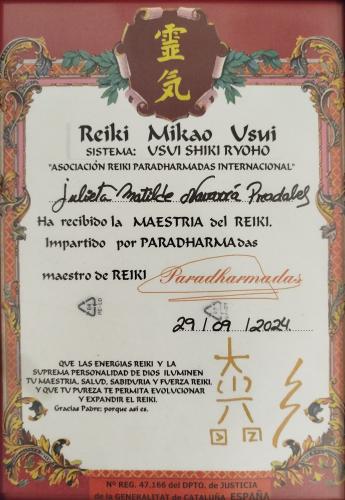 靈
気
Reiki Mikao Usui
SISTEMA: USUI SHIKI RYOHO
"ASOCIACIÓN REIKI PARADHARMADAS INTERNACIONAL"
Julieta Matilde Navarra Pradales
Ha recibido la MAESTRIA del REIKI.
Impartido por PARADHARMAdas
maestro de REIKI Paradharmadas
29/09/2024
QUE LAS ENERGIAS REIKI Y LA
SUPREMA PERSONALIDAD DE DIOS ILUMINEN
TU MAESTRIA, SALUD, SABIDURIA Y FUERZA REIKI.
Y QUE TU PUREZA TE PERMITA EVOLUCIONAR
Y EXPANDIR EL REIKI.
Gracias Padre; porque así es.
Nº REG. 47.166 del DPTO. de JUSTICIA
de la GENERALITAT de CATALUÑA ESPAÑA